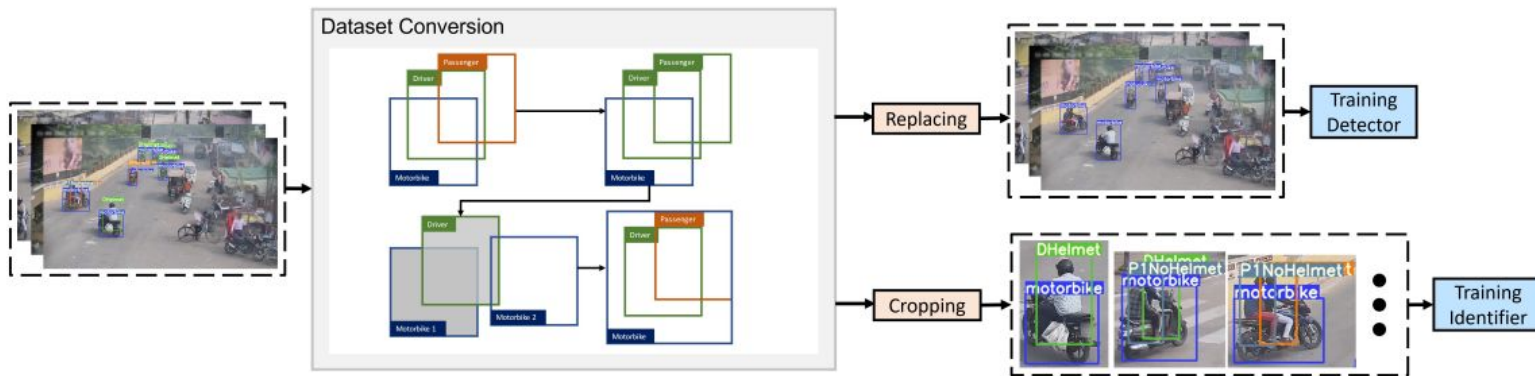 Dataset Conversion
Passenger
Driver
Motorbike
Passenger
Driver
Motorbike
Driver
Motorbike 1
Motorbike 2
Passenger
Driver
Motorbike
Replacing
Training
Detector
Cropping
DHelmet
motorbike
DHelmet
P1NoHelmet
motorbike
P1NoHelmet
motorbike
Training
Identifier